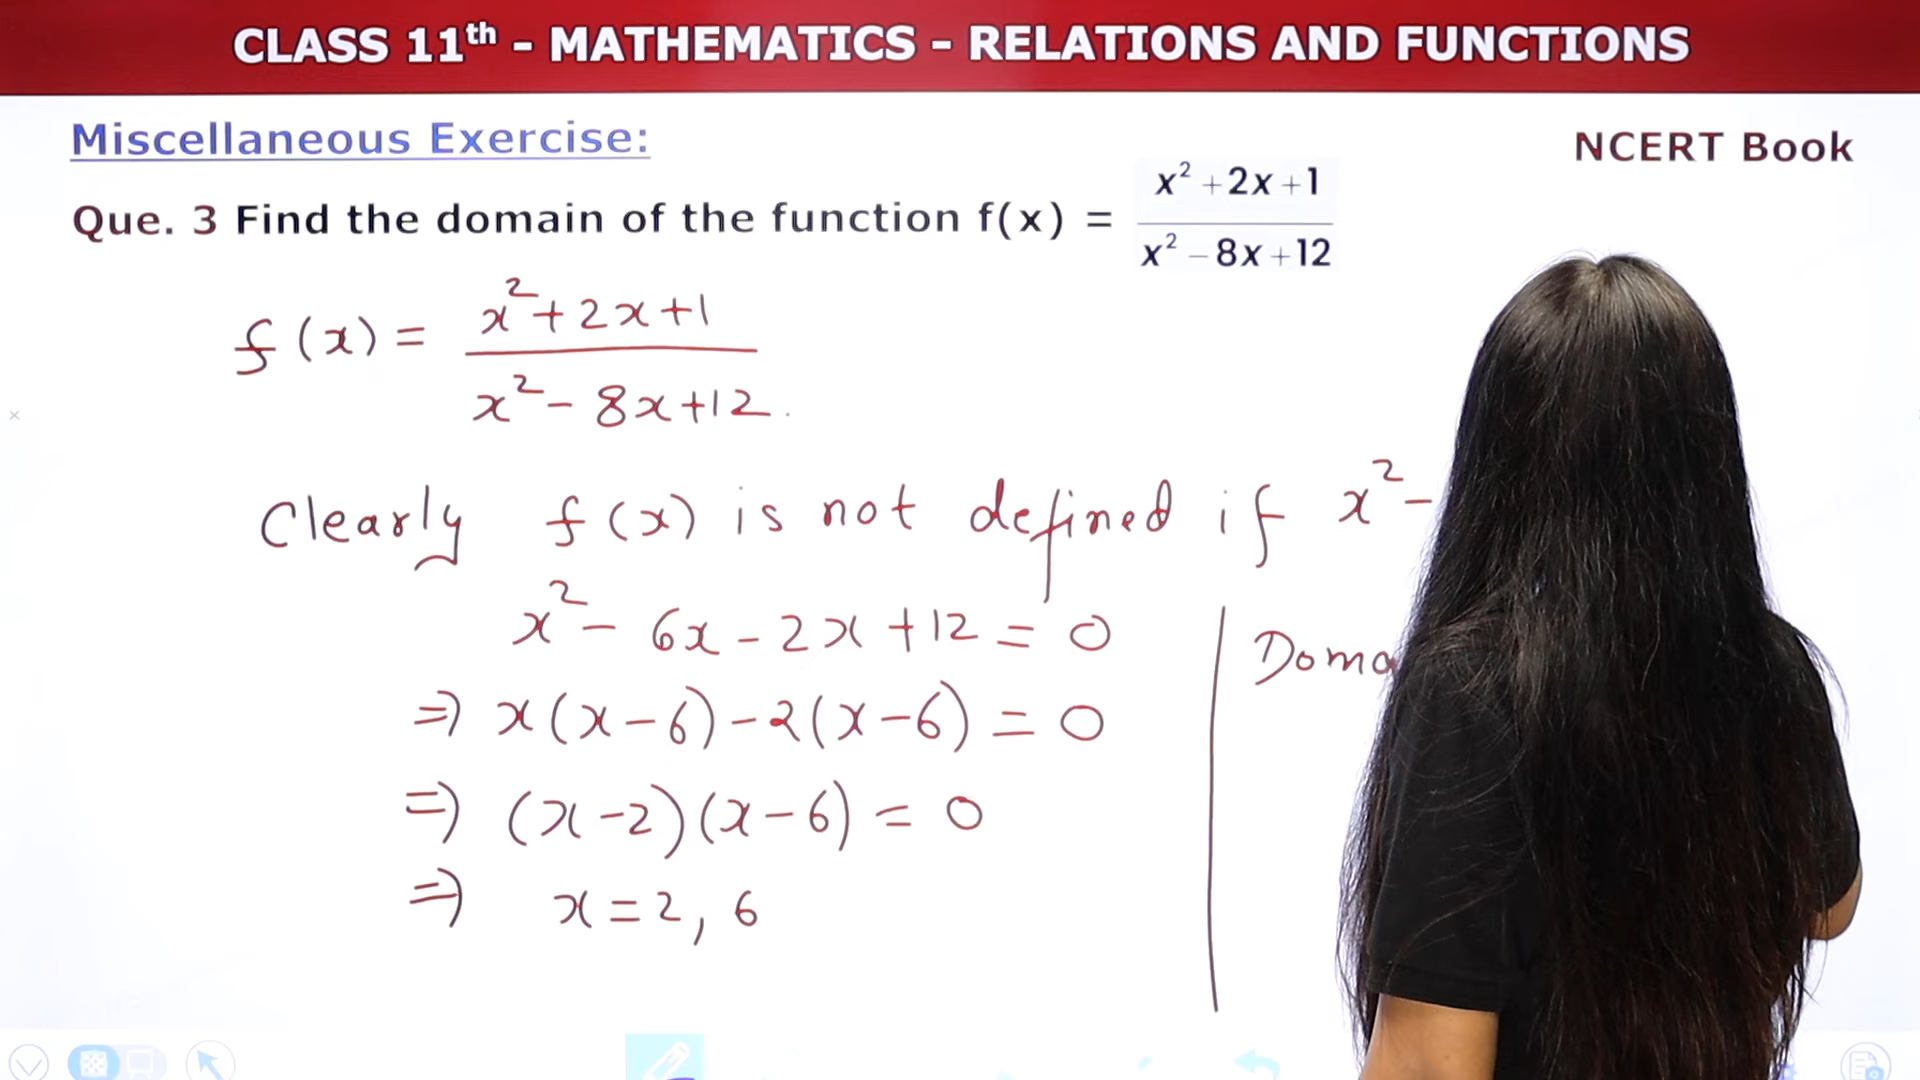 CLASS 11th - MATHEMATICS - RELATIONS AND FUNCTIONS
Miscellaneous Exercise:
NCERT Book
Que. 3 Find the domain of the function f(x) = x² +2x +1 / x² – 8x +12
f(x) = x² + 2x + 1 / x² - 8x + 12
Clearly f(x) is not defined if x² -
x² - 6x - 2x + 12 = 0
⇒ x(x - 6) - 2(x - 6) = 0
⇒ (x - 2)(x - 6) = 0
⇒ x = 2, 6